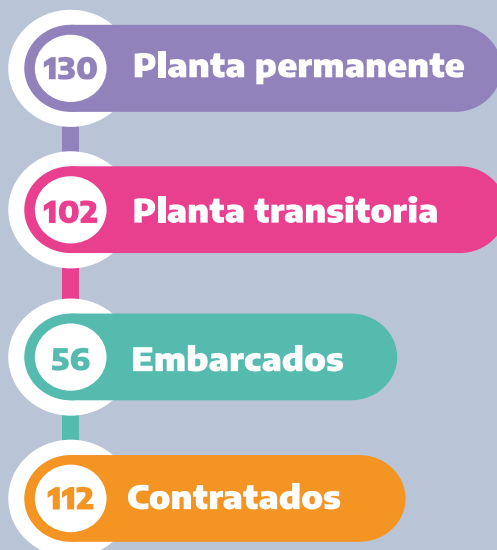 130 Planta permanente
102 Planta transitoria
56 Embarcados
112 Contratados